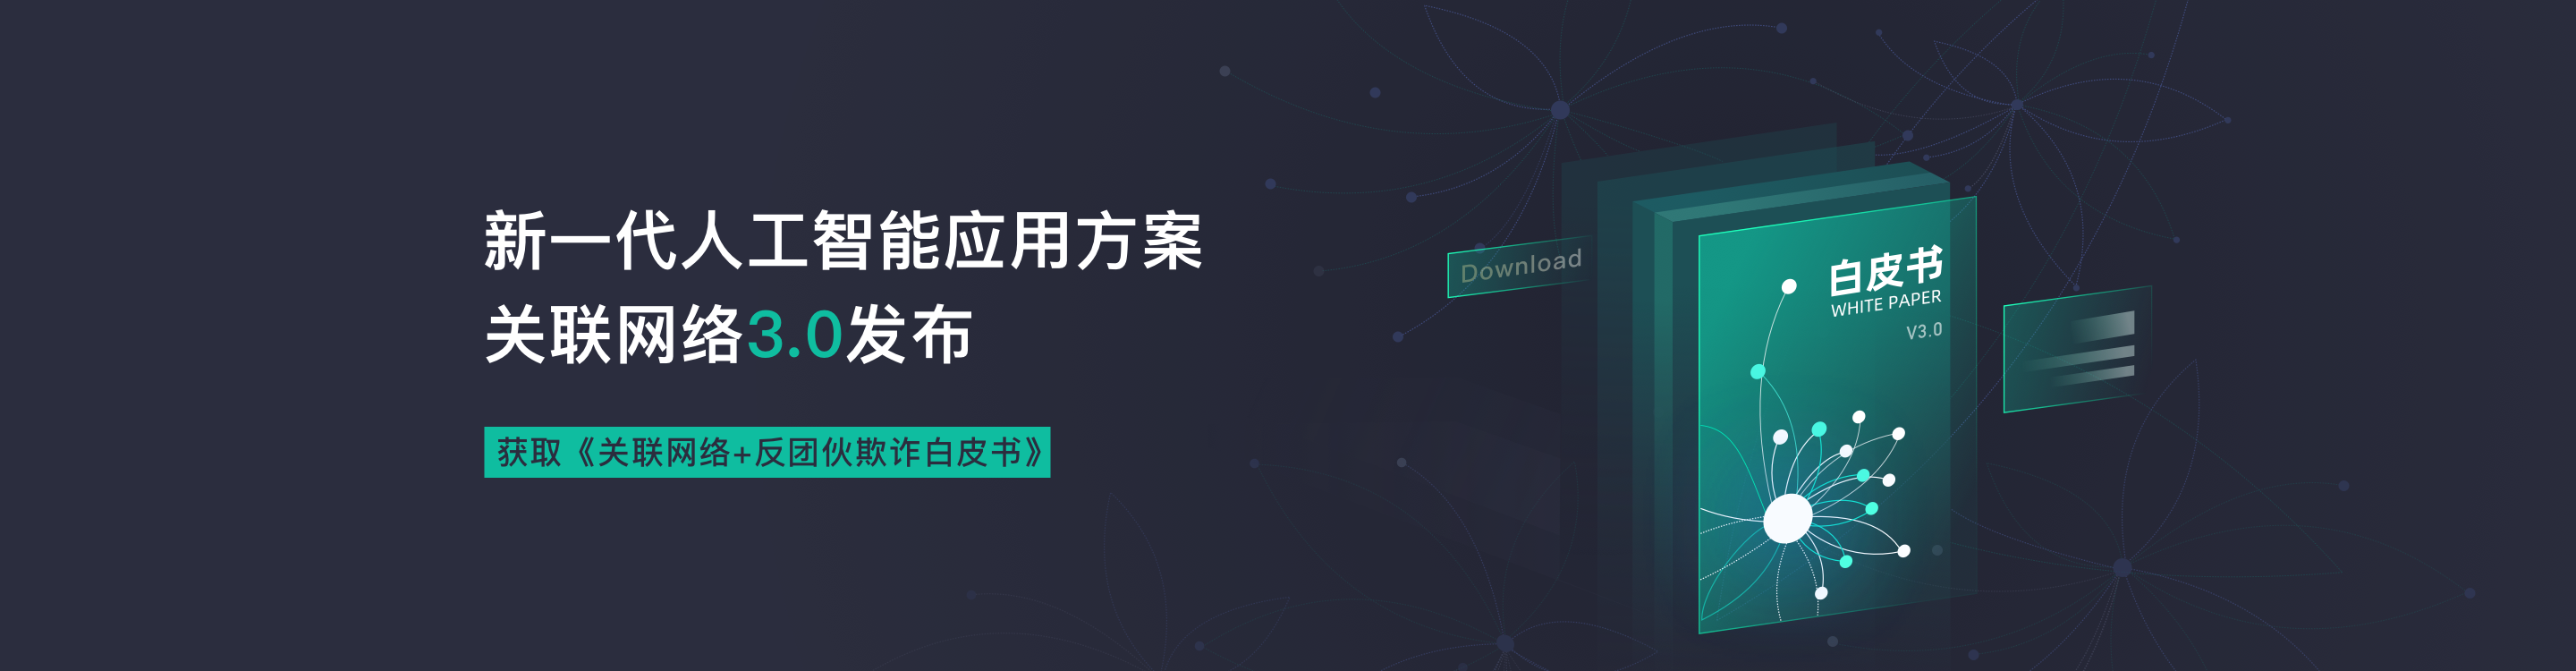 新一代人工智能应用方案
关联网络3.0发布
获取《关联网络+反团伙欺诈白皮书》
Download
白皮书
WHITE PAPER
V3.0